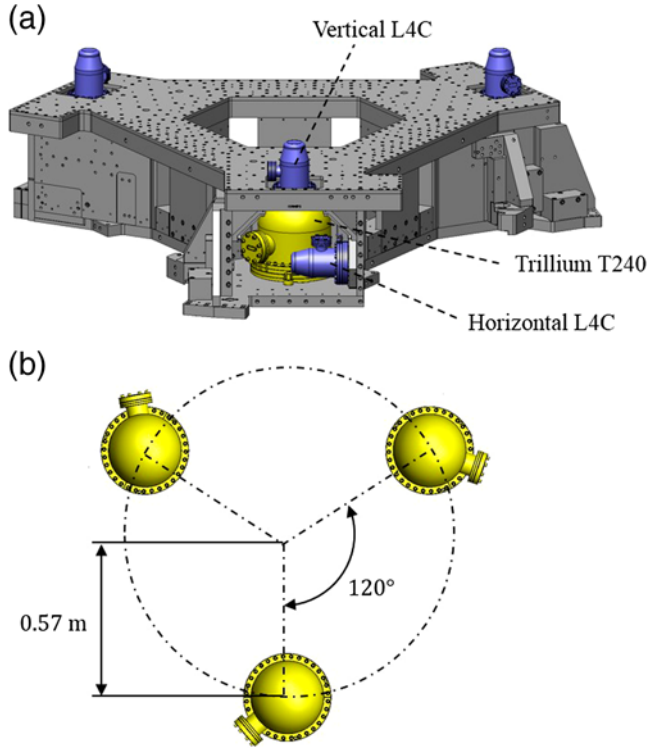 (a)
Vertical L4C
Trillium T240
Horizontal L4C
(b)
120°
0.57 m